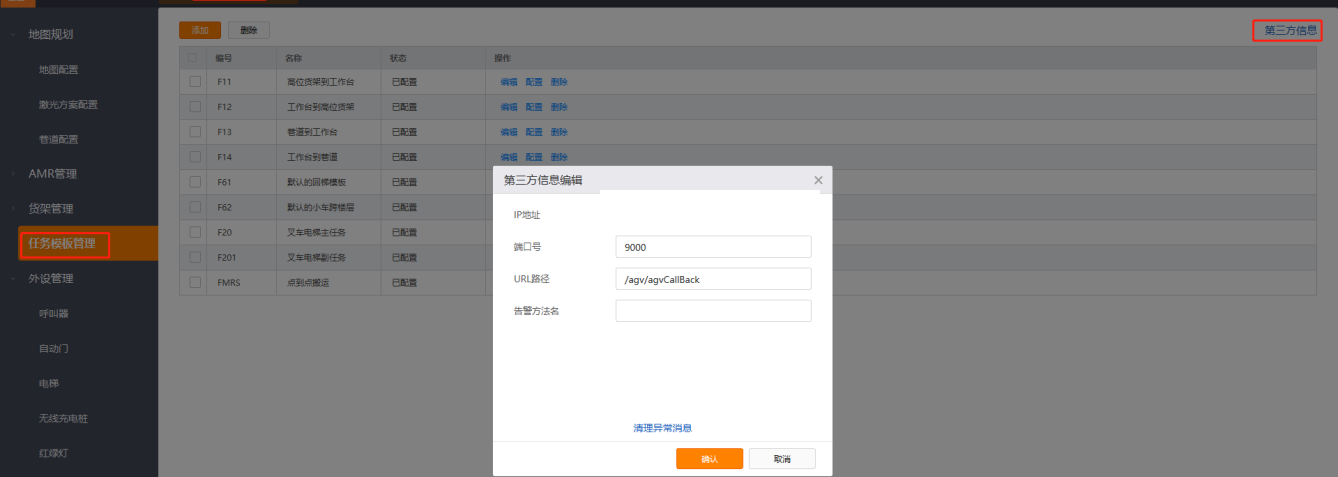 添加 删除 第三方信息
地图规划
地图配置
激光方案配置
巷道配置
AMR管理
货架管理
任务模板管理
外设管理
呼叫器
自动门
电梯
无线充电桩
红绿灯
编号 名称 状态 操作
F11 高位货架到工作台 已配置 编辑 配置 删除
F12 工作台到高位货架 已配置 编辑 配置 删除
F13 巷道到工作台 已配置 编辑 配置 删除
F14 工作台到巷道 已配置 编辑 配置 删除
F61 默认的回梯模板 已配置
F62 默认的小车跨楼层 已配置
F20 叉车电梯主任务 已配置
F201 叉车电梯副任务 已配置
FMRS 点到点搬运 已配置
第三方信息编辑
IP地址
端口号 9000
URL路径 /agv/agvCallBack
告警方法名
清理异常消息
确认 取消